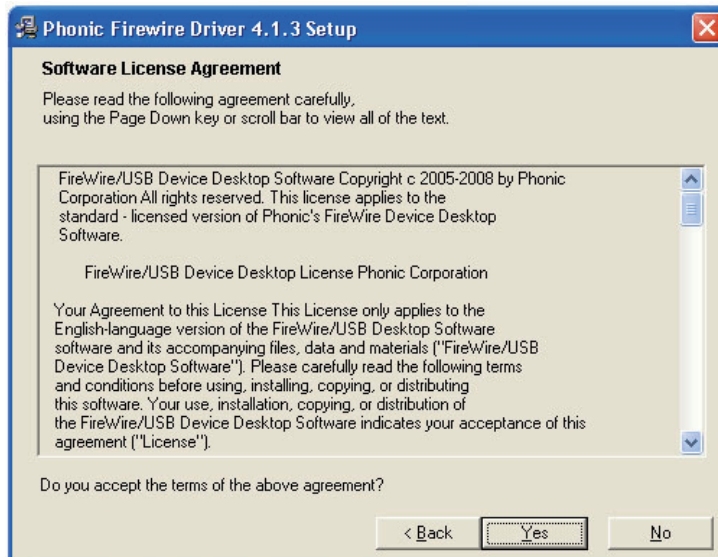 Phonic Firewire Driver 4.1.3 Setup
Software License Agreement
Please read the following agreement carefully,
using the Page Down key or scroll bar to view all of the text.
FireWire/USB Device Desktop Software Copyright c 2005-2008 by Phonic
Corporation All rights reserved. This license applies to the
standard - licensed version of Phonic's FireWire Device Desktop
Software.
FireWire/USB Device Desktop License Phonic Corporation
Your Agreement to this License This License only applies to the
English-language version of the FireWire/USB Desktop Software
software and its accompanying files, data and materials ("FireWire/USB
Device Desktop Software"). Please carefully read the following terms
and conditions before using, installing, copying, or distributing
this software. Your use, installation, copying, or distribution of
the FireWire/USB Device Desktop Software indicates your acceptance of this
agreement ("License").
Do you accept the terms of the above agreement?
< Back Yes No